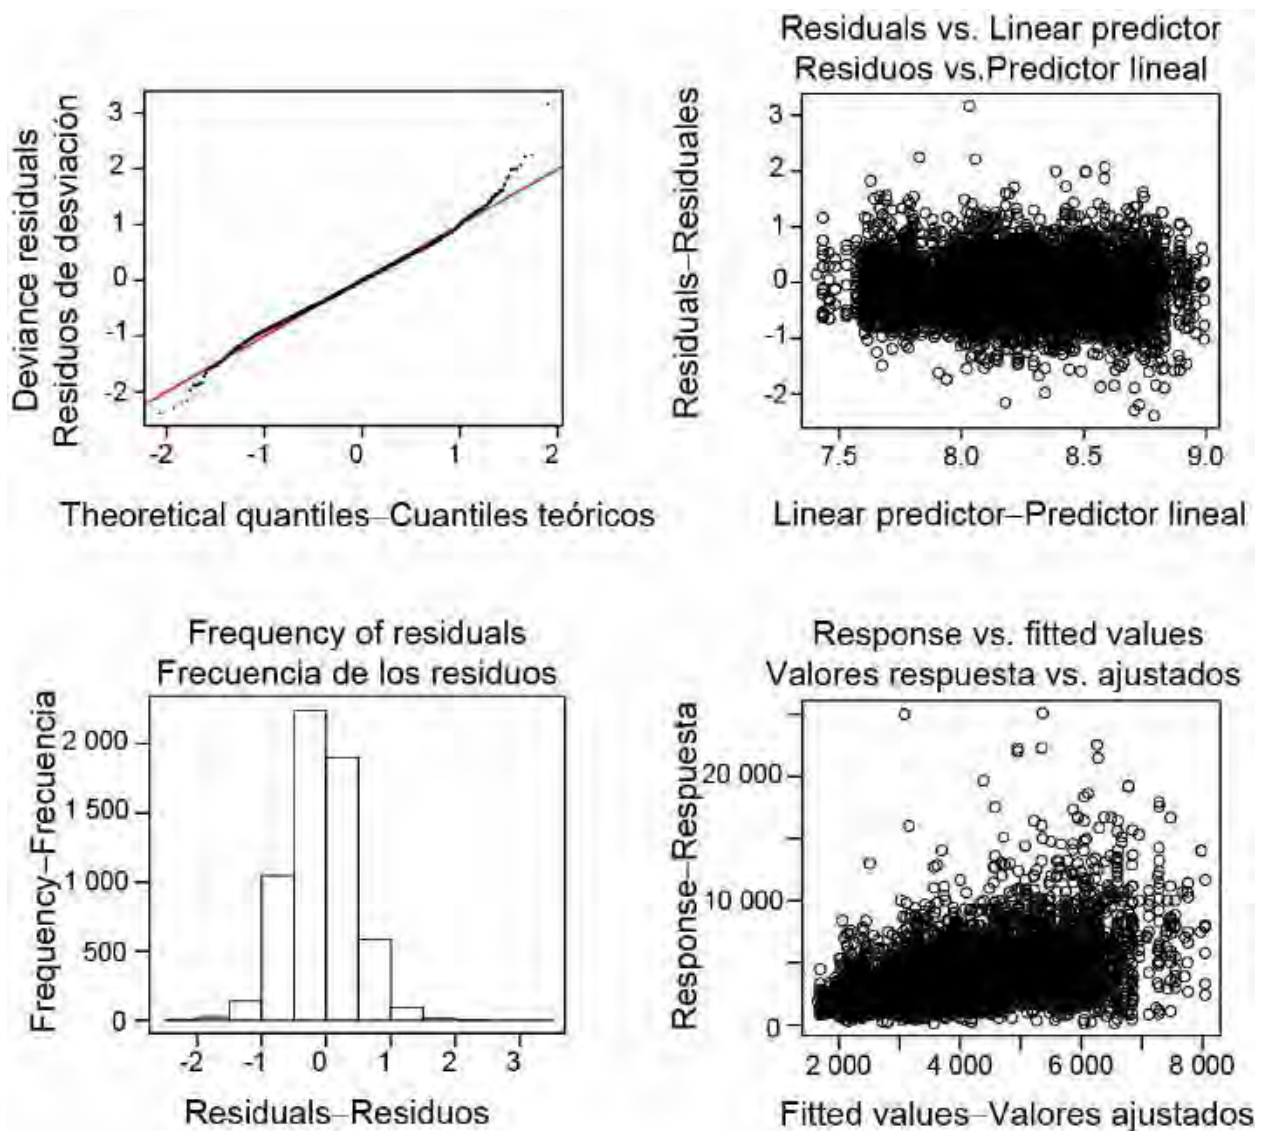 Deviance residuals
Residuos de desviación
3
2
1
0
-1
-2
-2 -1 0 1 2
Theoretical quantiles–Cuantiles teóricos
Residuals vs. Linear predictor
Residuos vs.Predictor lineal
Residuals–Residuales
3
2
1
0
-1
-2
7.5 8.0 8.5 9.0
Linear predictor–Predictor lineal
Frequency of residuals
Frecuencia de los residuos
Frequency–Frecuencia
2 000
1 500
1 000
500
0
-2 -1 0 1 2 3
Residuals–Residuos
Response vs. fitted values
Valores respuesta vs. ajustados
Response–Respuesta
20 000
10 000
0
2 000 4 000 6 000 8 000
Fitted values–Valores ajustados